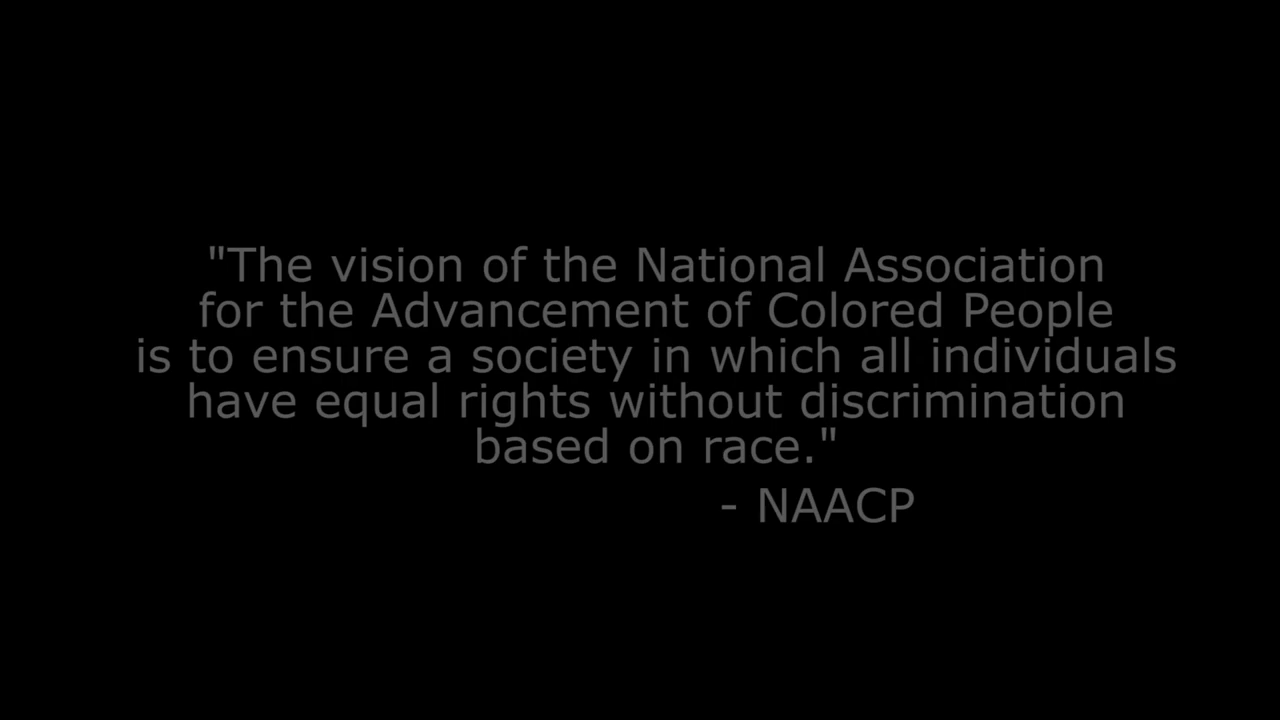 "The vision of the National Association
for the Advancement of Colored People
is to ensure a society in which all individuals
have equal rights without discrimination
based on race."
- NAACP